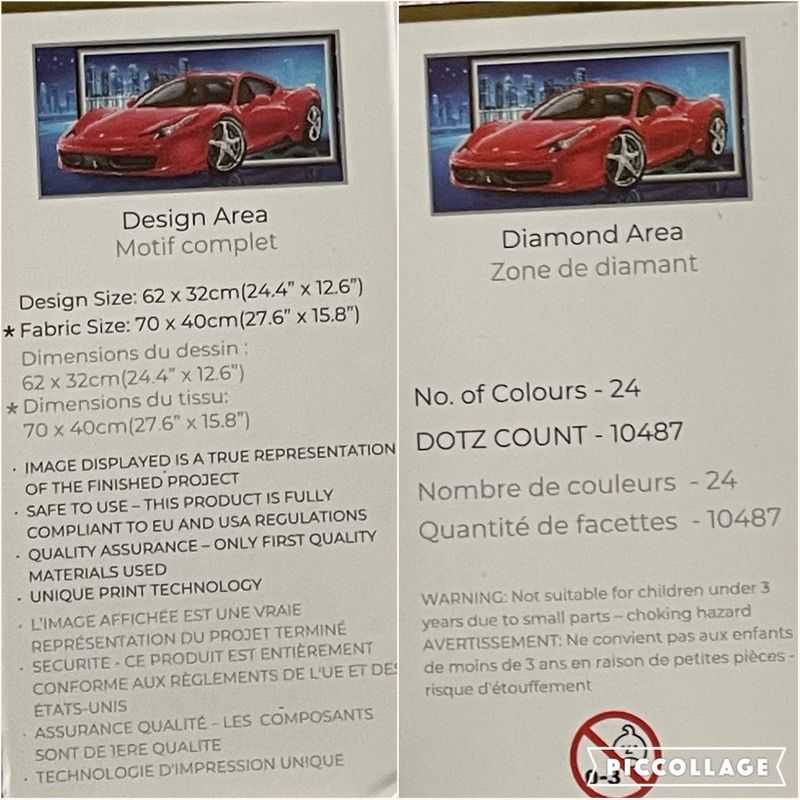 Design Area
Motif complet
Design Size: 62 x 32cm(24.4" x 12.6")
* Fabric Size: 70 x 40cm(27.6" x 15.8")
Dimensions du dessin :
62 x 32cm(24.4" x 12.6")
* Dimensions du tissu:
70 x 40cm(27.6" x 15.8")
· IMAGE DISPLAYED IS A TRUE REPRESENTATION
OF THE FINISHED PROJECT
· SAFE TO USE – THIS PRODUCT IS FULLY
COMPLIANT TO EU AND USA REGULATIONS
· QUALITY ASSURANCE – ONLY FIRST QUALITY
MATERIALS USED
· UNIQUE PRINT TECHNOLOGY
· L'IMAGE AFFICHÉE EST UNE VRAIE
REPRÉSENTATION DU PROJET TERMINÉ
· SECURITE - CE PRODUIT EST ENTIÈREMENT
CONFORME AUX RÈGLEMENTS DE L'UE ET DES
ÉTATS-UNIS
· ASSURANCE QUALITÉ – LES COMPOSANTS
SONT DE 1ERE QUALITE
· TECHNOLOGIE D'IMPRESSION UNIQUE
Diamond Area
Zone de diamant
No. of Colours - 24
DOTZ COUNT - 10487
Nombre de couleurs - 24
Quantité de facettes - 10487
WARNING: Not suitable for children under 3
years due to small parts – choking hazard
AVERTISSEMENT: Ne convient pas aux enfants
de moins de 3 ans en raison de petites pièces -
risque d'étouffement
0-3
PICCOLLAGE